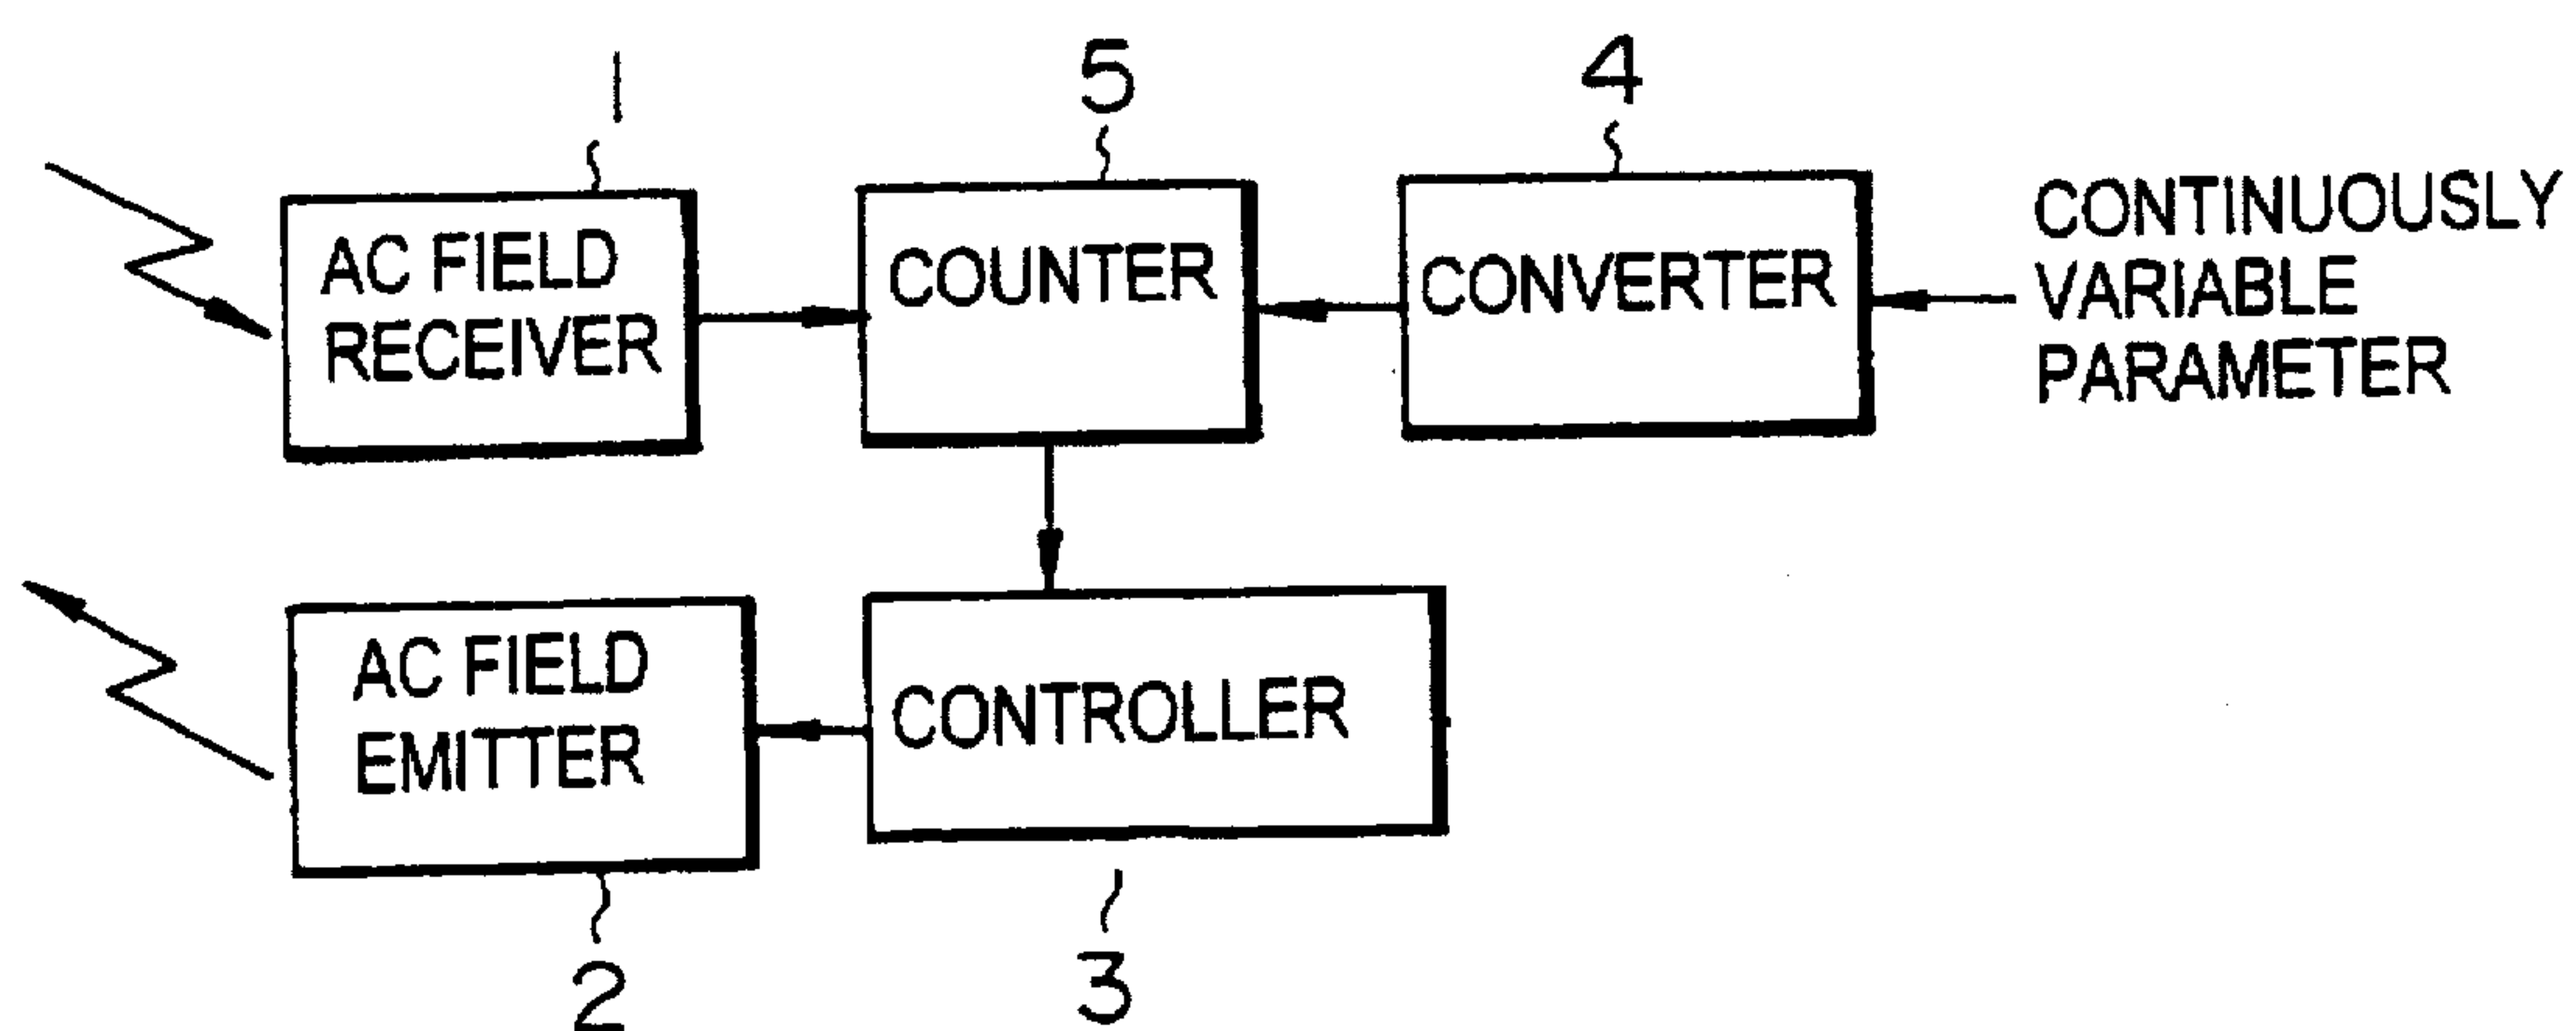 1
5
4
AC FIELD
RECEIVER
COUNTER
CONVERTER
CONTINUOUSLY
VARIABLE
PARAMETER
AC FIELD
EMITTER
CONTROLLER
2
3